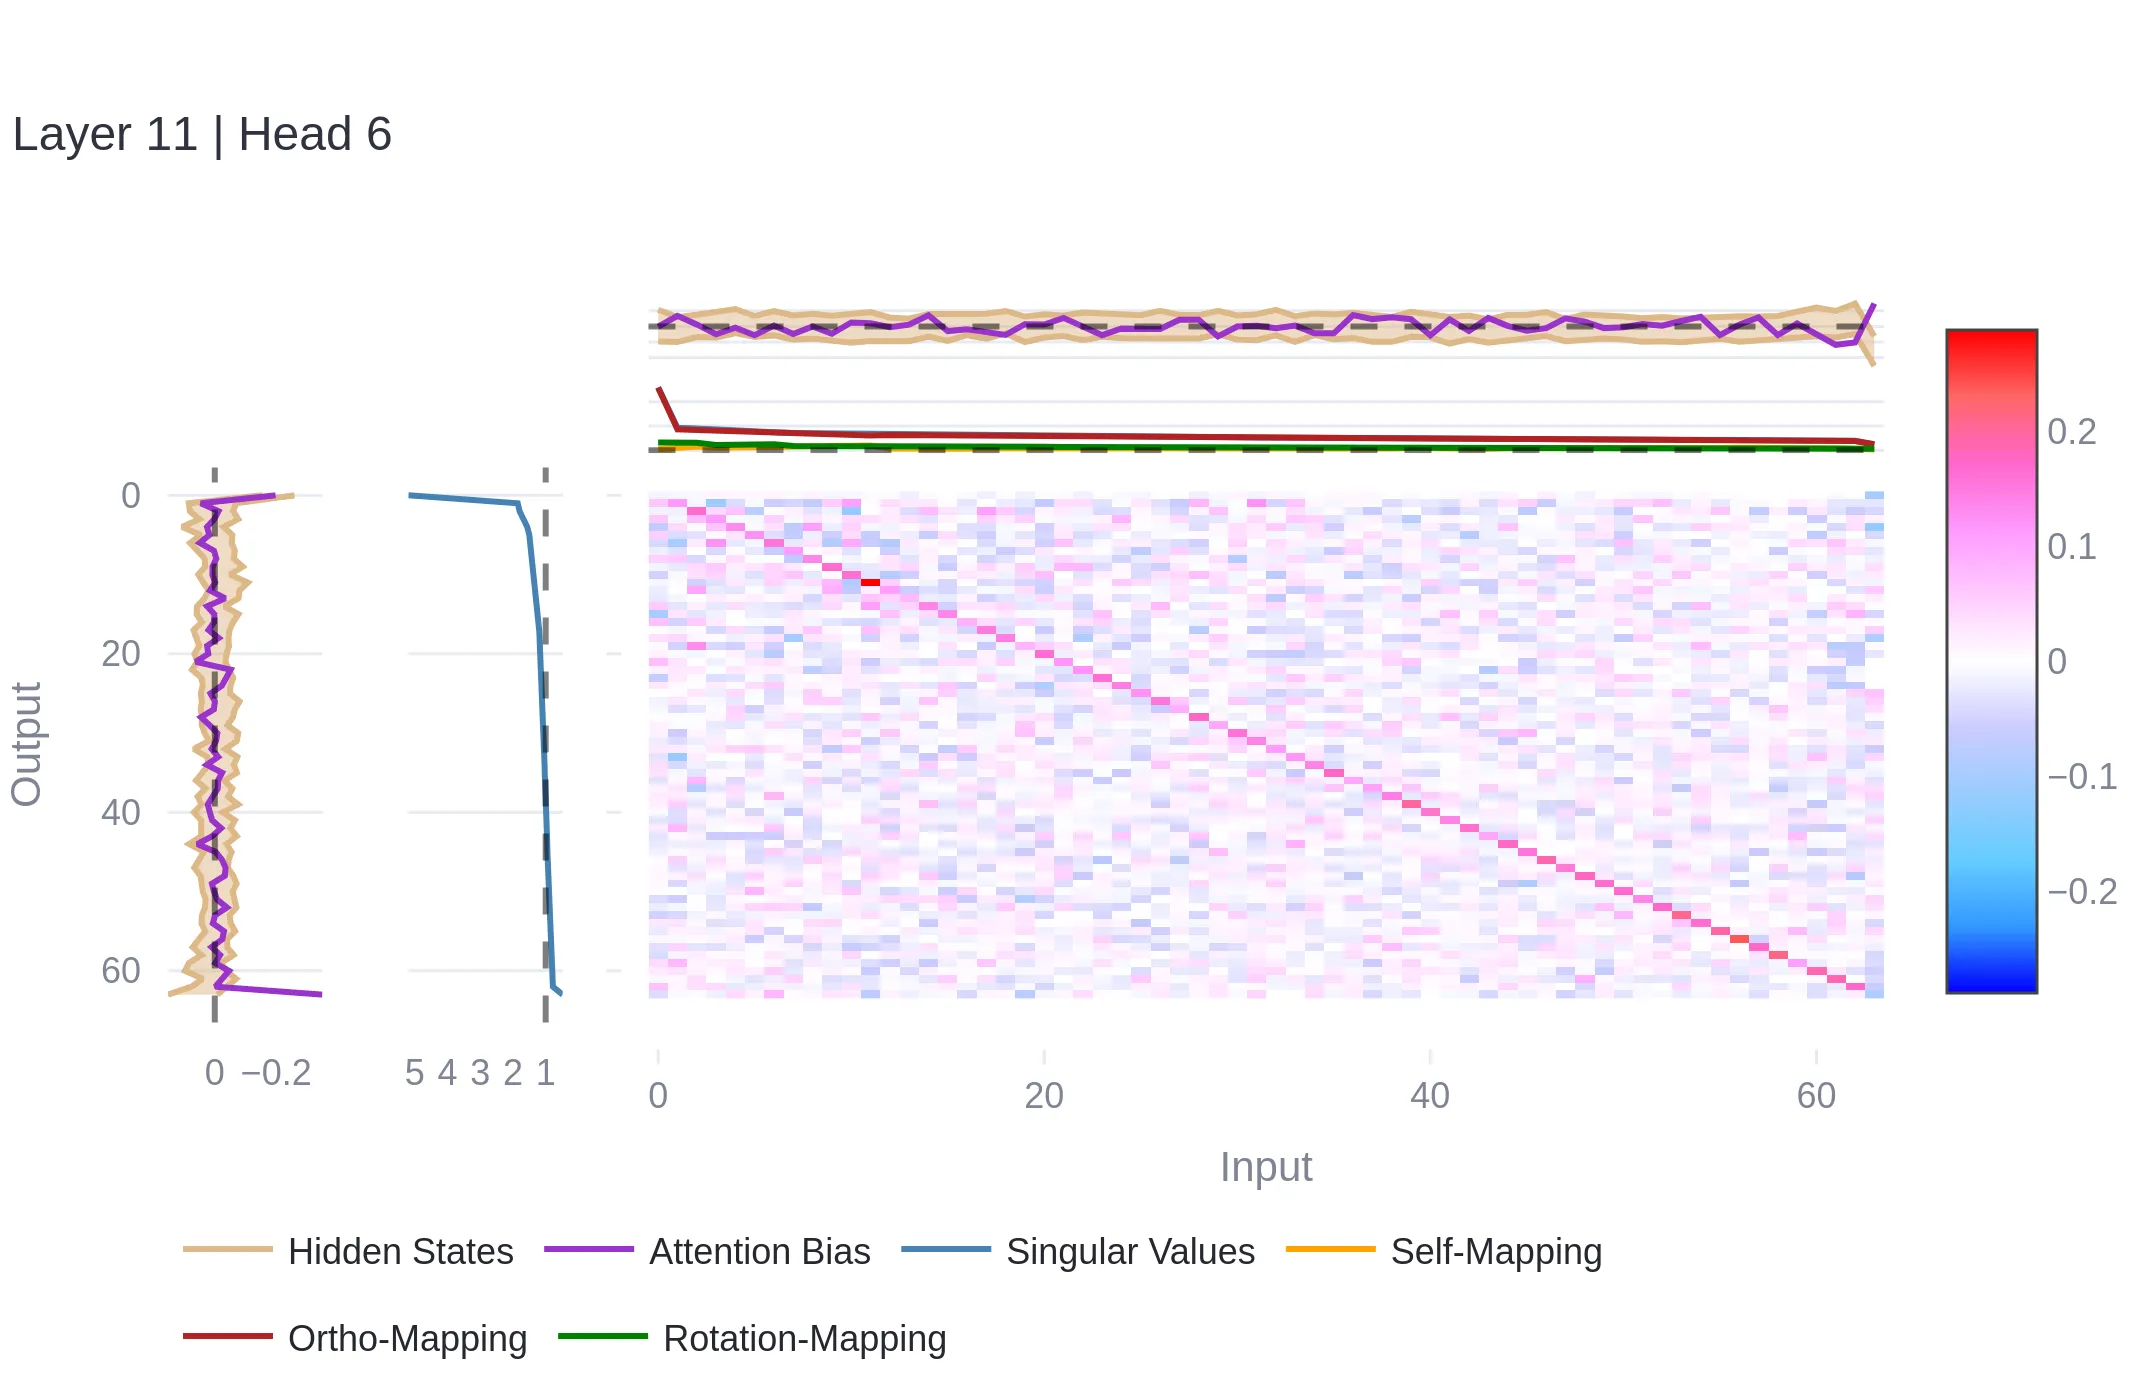 Layer 11 | Head 6
0
20
40
60
Output
0 −0.2
5 4 3 2 1
0 20 40 60
Input
0.2
0.1
0
−0.1
−0.2
Hidden States Attention Bias Singular Values Self-Mapping
Ortho-Mapping Rotation-Mapping